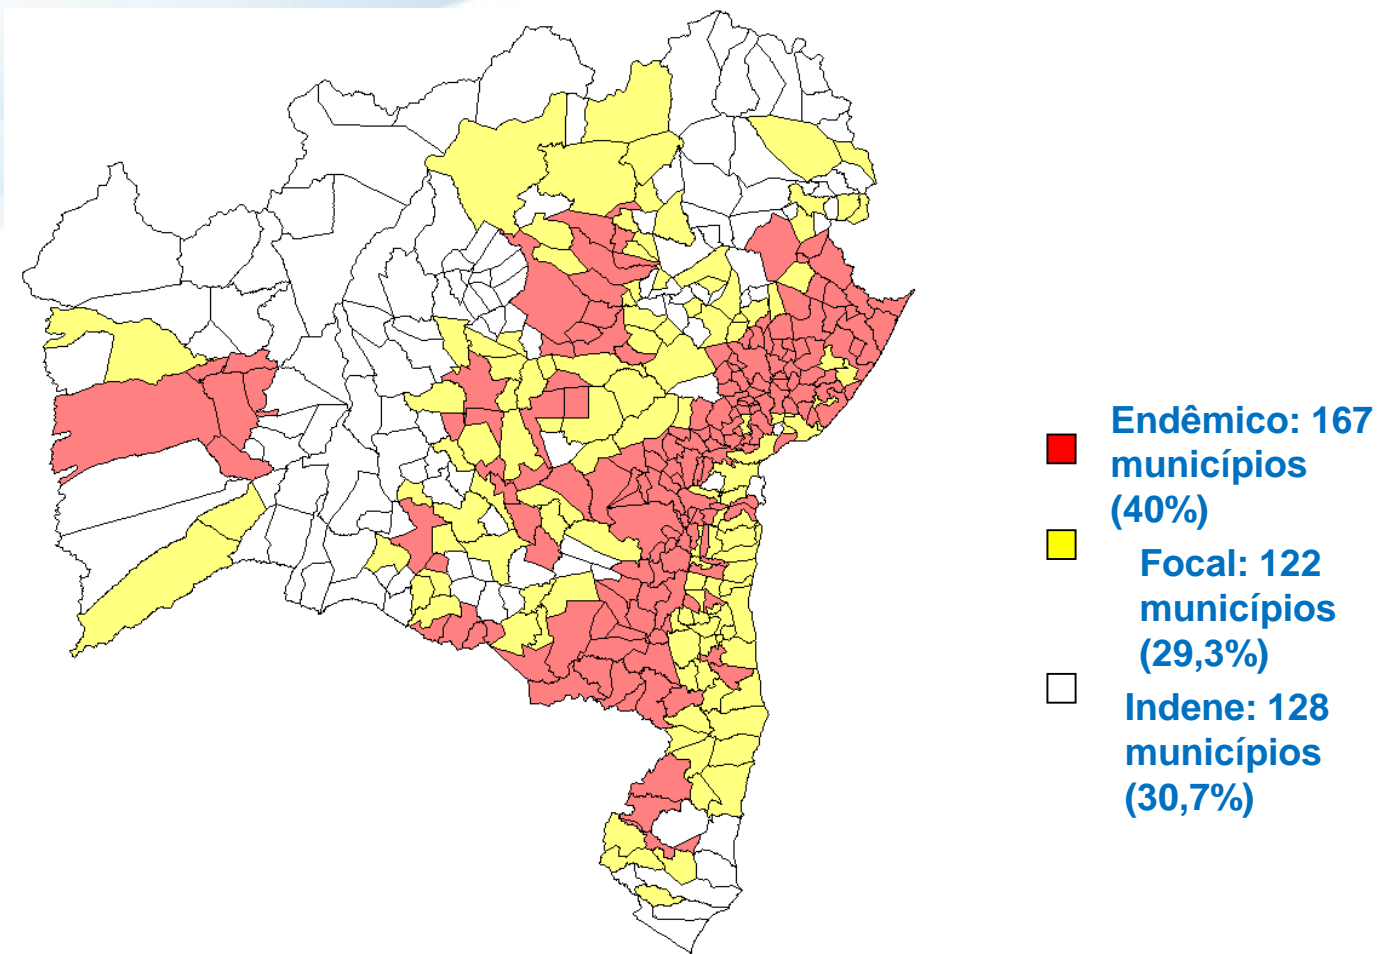 Endêmico: 167
municípios
(40%)
Focal: 122
municípios
(29,3%)
Indene: 128
municípios
(30,7%)